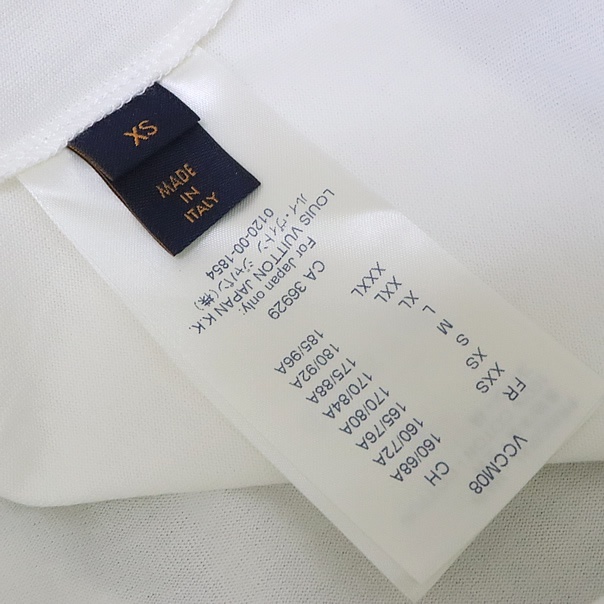 XS
MADE
IN
ITALY
VCCM08
FR CH
XXS 160/68A
XS 160/72A
S 165/76A
M 170/80A
L 170/84A
XL 175/88A
XXL 180/92A
XXXL 185/96A
CA 36929
For Japan only:
LOUIS VUITTON JAPAN K.K.
ルイ・ヴィトン ジャパン(株)
0120-00-1854